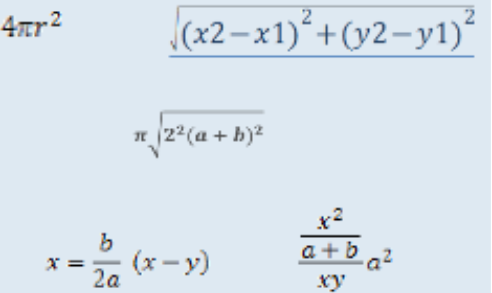 4πr²
√((x2−x1)²+(y2−y1)²)
π√(2²(a + b)²)
x = b/2a (x − y)
((x²/(a + b))/xy) a²